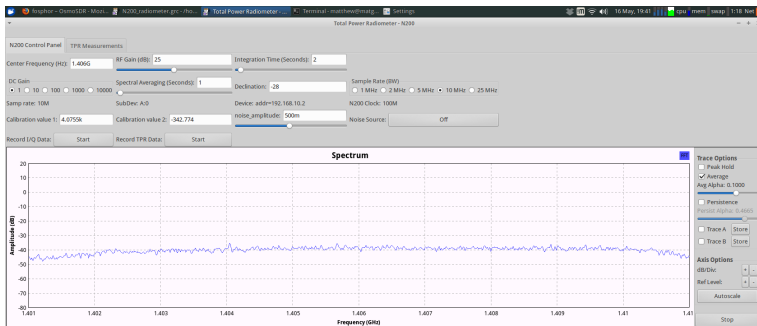 fosphor – OsmoSDR -Mozi...
N200_radiometer.grc - /ho...
Total Power Radiometer - ...
Terminal - matthew@natg...
Settings
16 May, 19:41
cpu
mem
swap
1:18 Net
Total Power Radiometer - N200
N200 Control Panel
TPR Measurements
Center Frequency (Hz): 1.406G
RF Gain (dB): 25
Integration Time (Seconds): 2
DC Gain
1 10 100 1000 10000
Spectral Averaging (Seconds): 1
Declination: -28
Sample Rate (BW)
1 MHz 2 MHz 5 MHz 10 MHz 25 MHz
Samp rate: 10M
SubDev: A:0
Device: addr=192.168.10.2
N200 Clock: 100M
Calibration value 1: 4.0755k
Calibration value 2: -342.774
noise_amplitude: 500m
Noise Source: Off
Record I/Q Data: Start
Record TPR Data: Start
Spectrum
Amplitude (dB)
20
10
0
-10
-20
-30
-40
-50
-60
-70
-80
1.401 1.402 1.403 1.404 1.405 1.406 1.407 1.408 1.409 1.41 1.41
Frequency (GHz)
Trace Options
Peak Hold
Average
Avg Alpha: 0.1000
Persistence
Persist Alpha: 0.4663
Trace A Store
Trace B Store
Axis Options
dB/Div: + -
Ref Level: + -
Autoscale
Stop